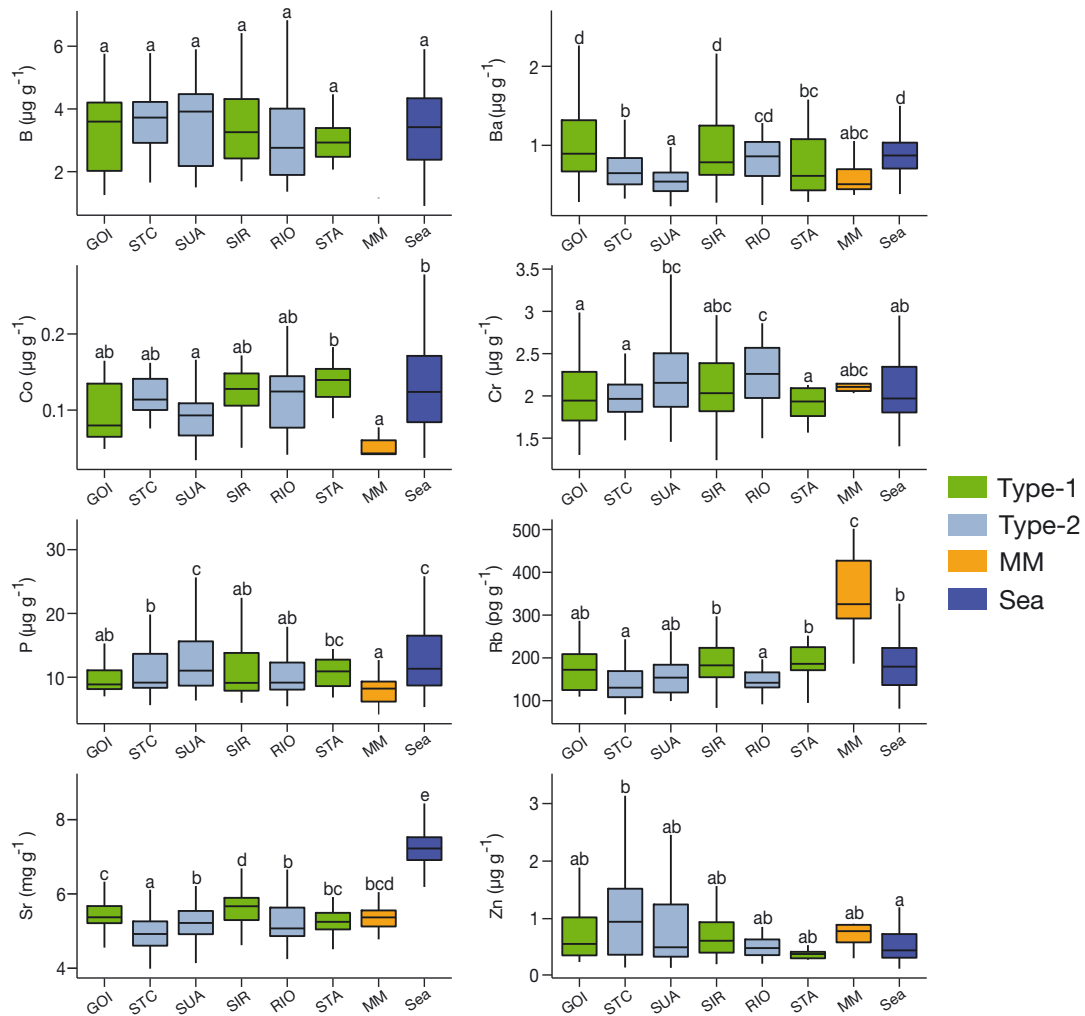 B (µg g⁻¹)
6
4
2
a a a a a a a
GOI STC SUA SIR RIO STA MM Sea
Ba (µg g⁻¹)
2
1
d b a d cd bc abc d
GOI STC SUA SIR RIO STA MM Sea
Co (µg g⁻¹)
0.2
0.1
ab ab a ab ab b a b
GOI STC SUA SIR RIO STA MM Sea
Cr (µg g⁻¹)
3.5
3
2.5
2
1.5
a a bc abc c a abc ab
GOI STC SUA SIR RIO STA MM Sea
Type-1
Type-2
MM
Sea
P (µg g⁻¹)
30
20
10
ab b c ab ab bc a c
GOI STC SUA SIR RIO STA MM Sea
Rb (pg g⁻¹)
500
400
300
200
100
ab a ab b a b c b
GOI STC SUA SIR RIO STA MM Sea
Sr (mg g⁻¹)
8
6
4
c a b d b bc bcd e
GOI STC SUA SIR RIO STA MM Sea
Zn (µg g⁻¹)
3
2
1
0
ab b ab ab ab ab ab a
GOI STC SUA SIR RIO STA MM Sea